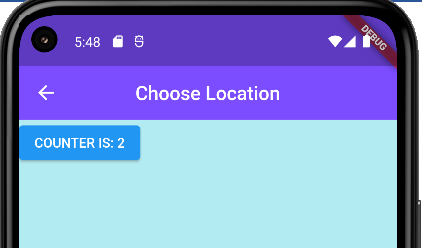 5:48
DEBUG
Choose Location
COUNTER IS: 2